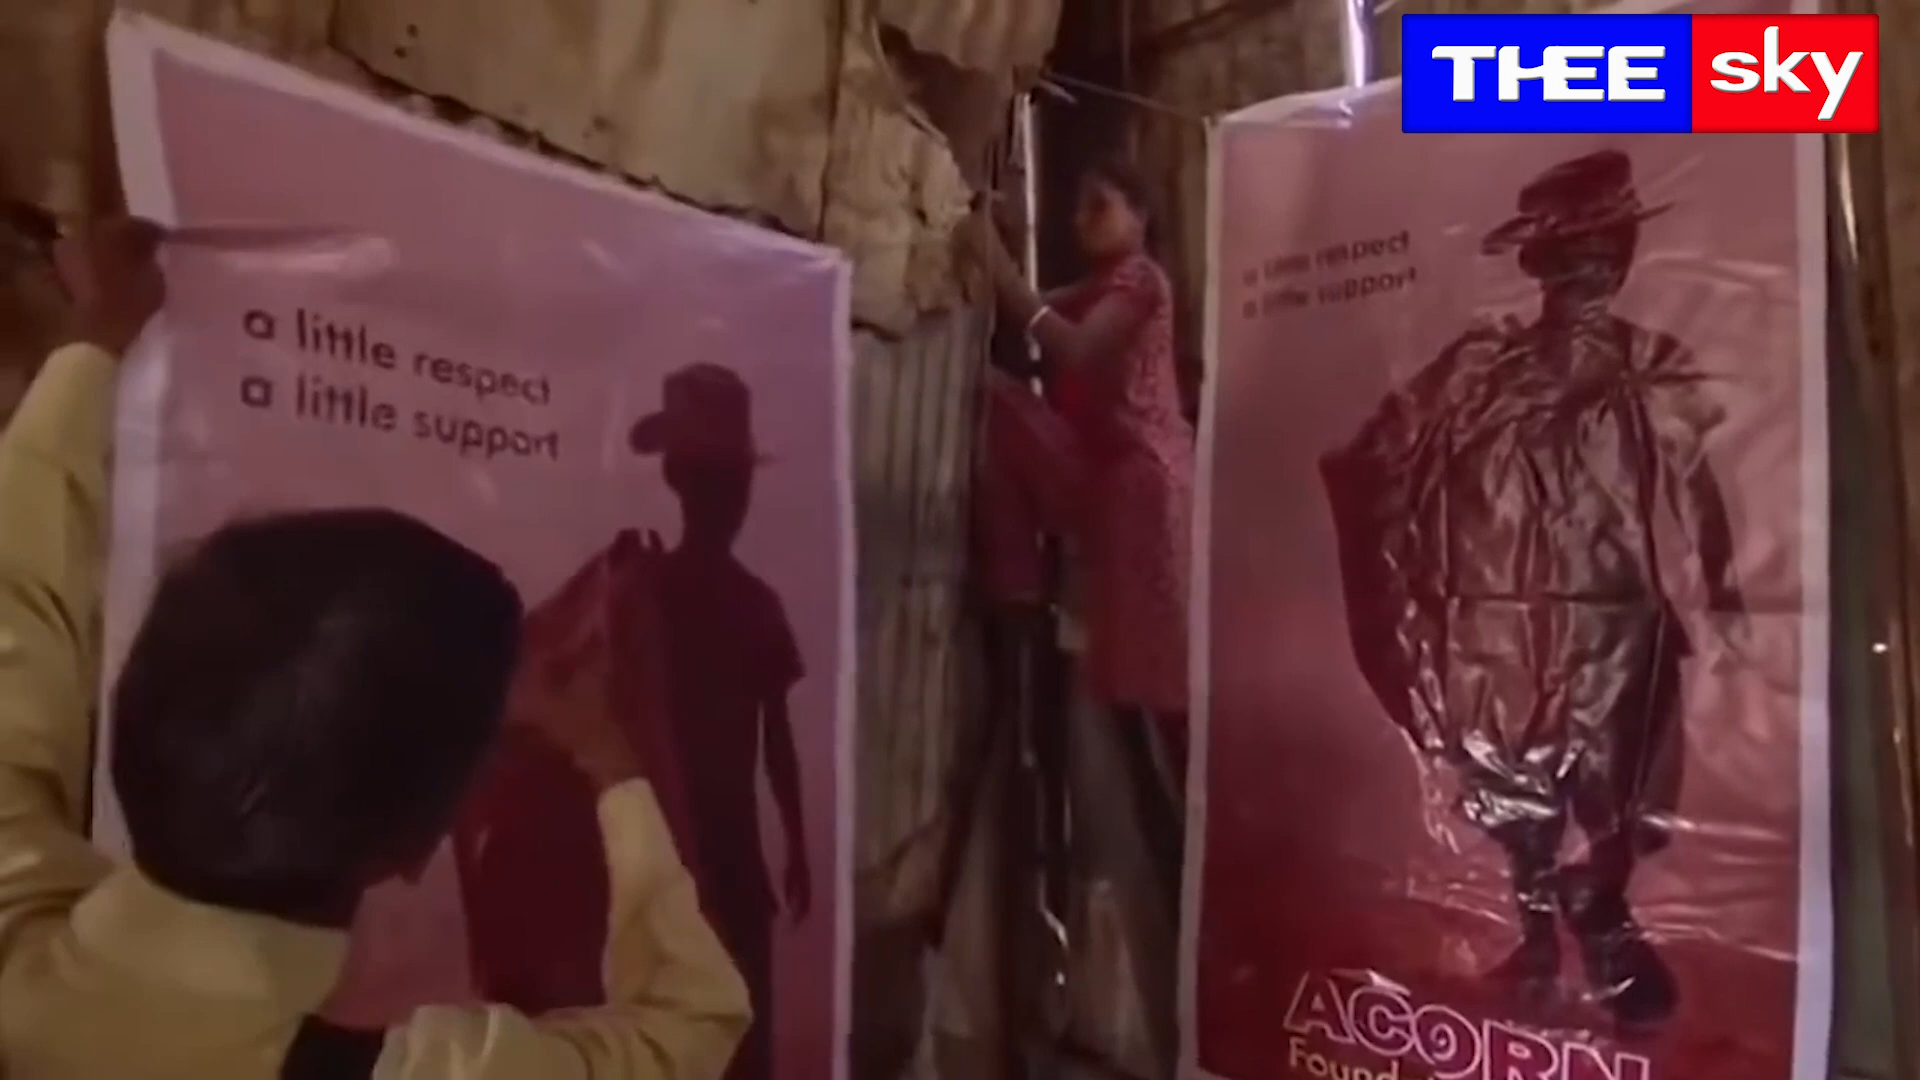 THEE sky
a little respect
a little support
a little respect
a little support
ACORN